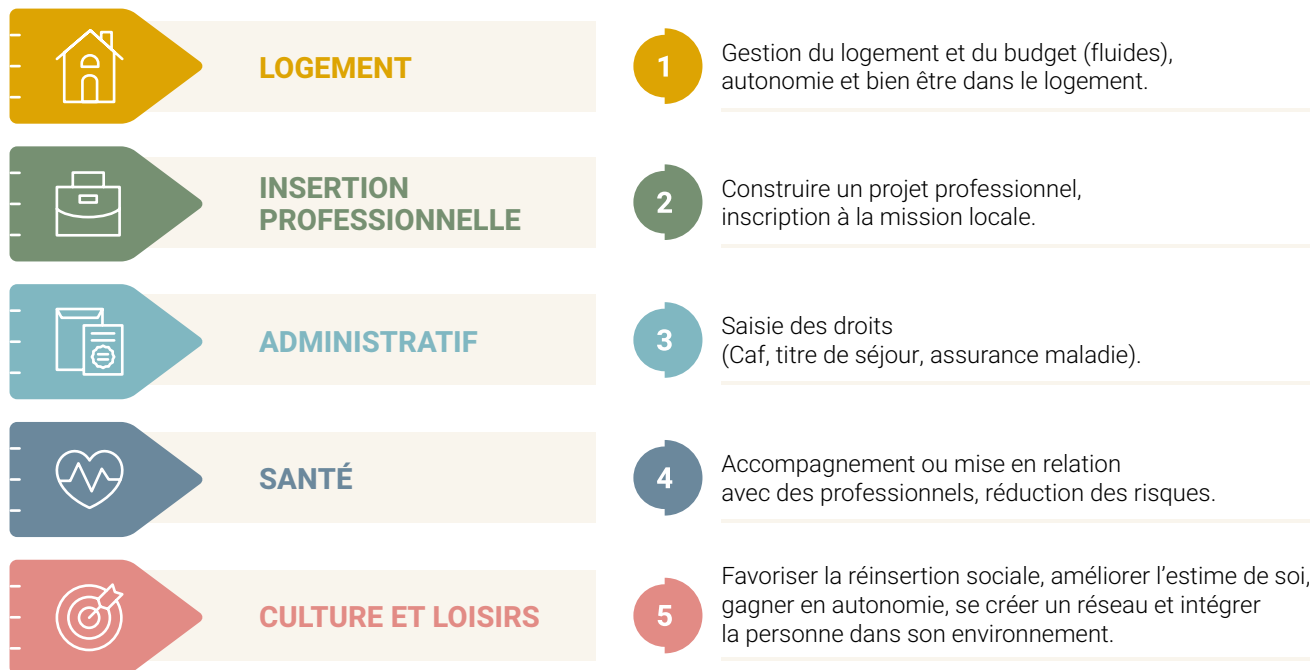 LOGEMENT
1
Gestion du logement et du budget (fluides),
autonomie et bien être dans le logement.
INSERTION
PROFESSIONNELLE
2
Construire un projet professionnel,
inscription à la mission locale.
ADMINISTRATIF
3
Saisie des droits
(Caf, titre de séjour, assurance maladie).
SANTÉ
4
Accompagnement ou mise en relation
avec des professionnels, réduction des risques.
CULTURE ET LOISIRS
5
Favoriser la réinsertion sociale, améliorer l’estime de soi,
gagner en autonomie, se créer un réseau et intégrer
la personne dans son environnement.